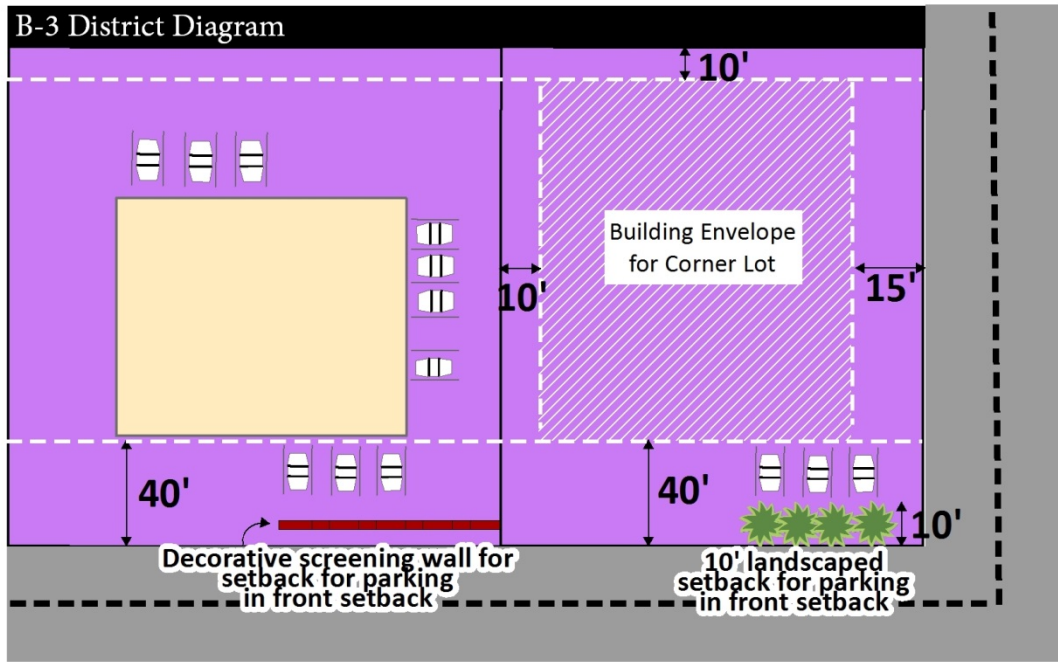 B-3 District Diagram
10'
Building Envelope
for Corner Lot
10'
15'
40'
40'
10'
Decorative screening wall for
setback for parking
in front setback
10' landscaped
setback for parking
in front setback